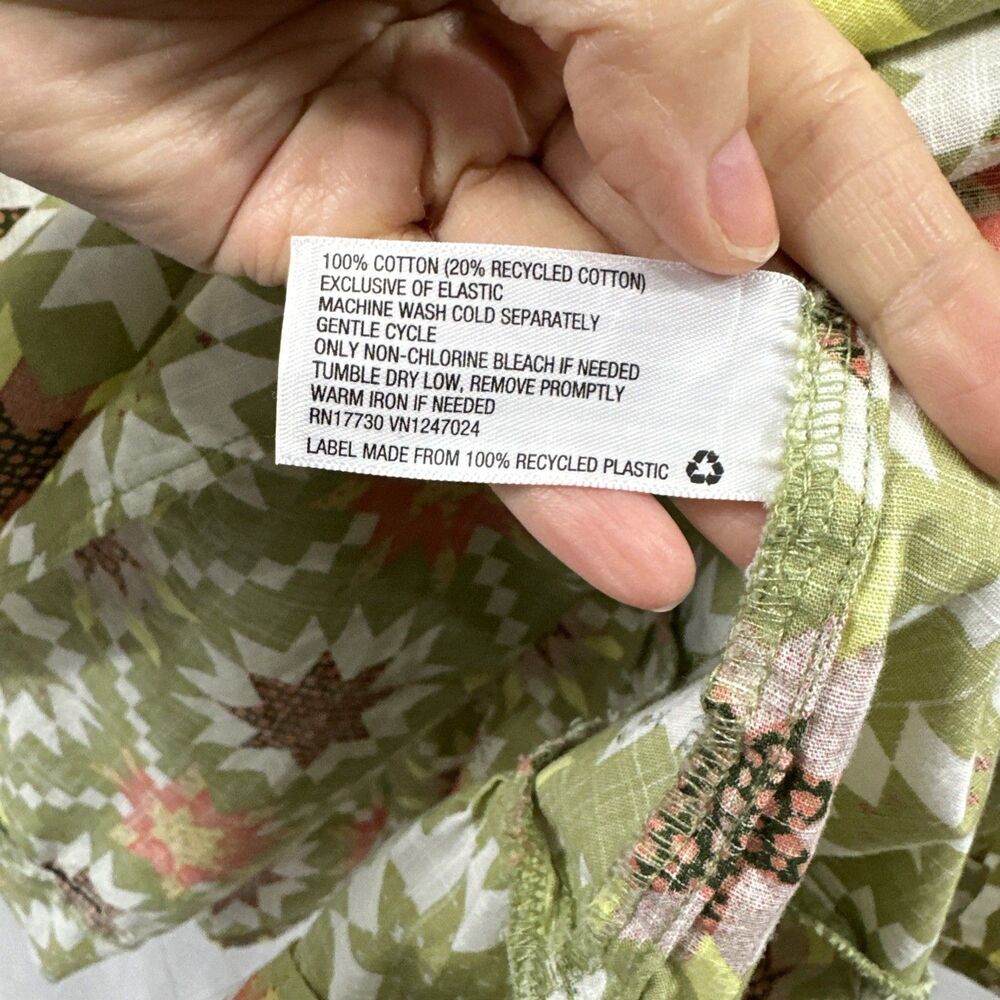 100% COTTON (20% RECYCLED COTTON)
EXCLUSIVE OF ELASTIC
MACHINE WASH COLD SEPARATELY
GENTLE CYCLE
ONLY NON-CHLORINE BLEACH IF NEEDED
TUMBLE DRY LOW, REMOVE PROMPTLY
WARM IRON IF NEEDED
RN17730 VN1247024
LABEL MADE FROM 100% RECYCLED PLASTIC